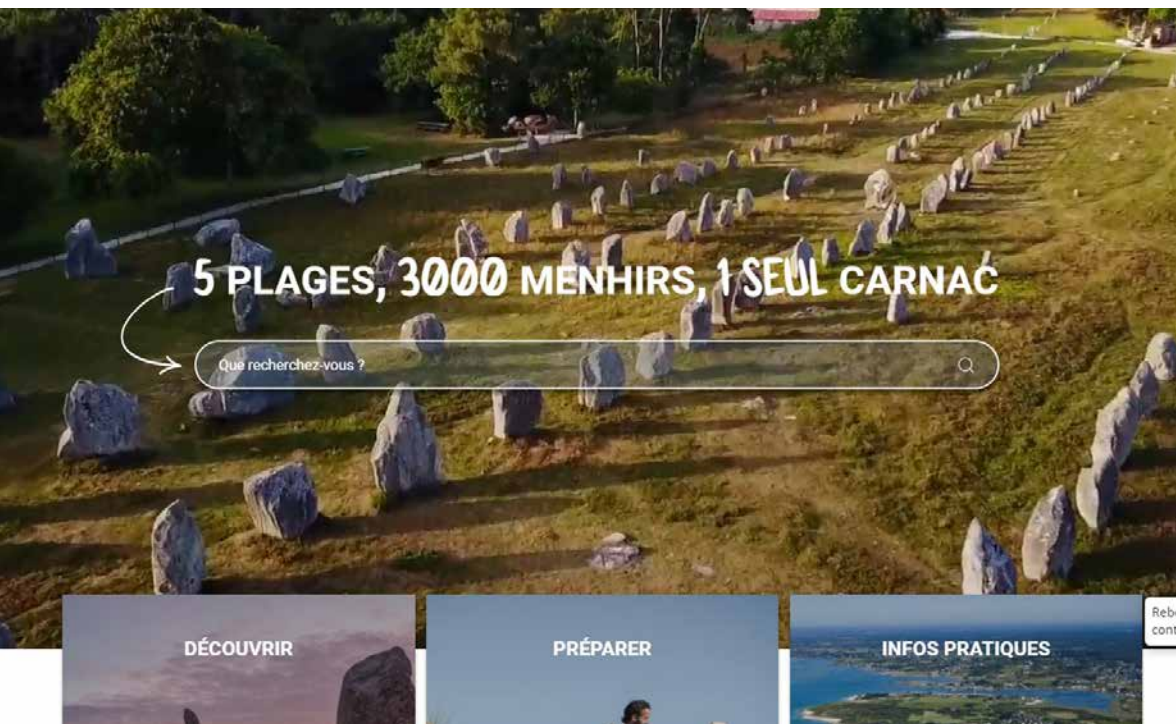 5 PLAGES, 3000 MENHIRS, 1 SEUL CARNAC
Que recherchez-vous ?
DÉCOUVRIR
PRÉPARER
INFOS PRATIQUES